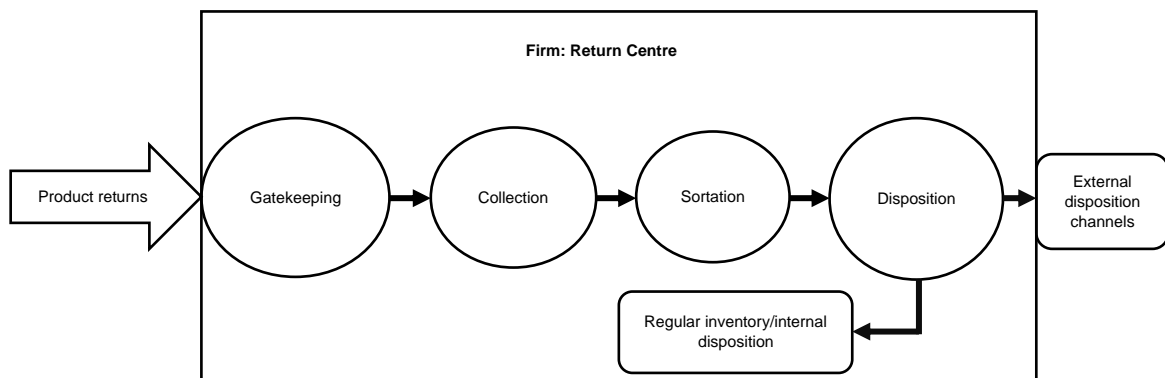 Firm: Return Centre
Product returns
Gatekeeping
Collection
Sortation
Disposition
External
disposition
channels
Regular inventory/internal
disposition